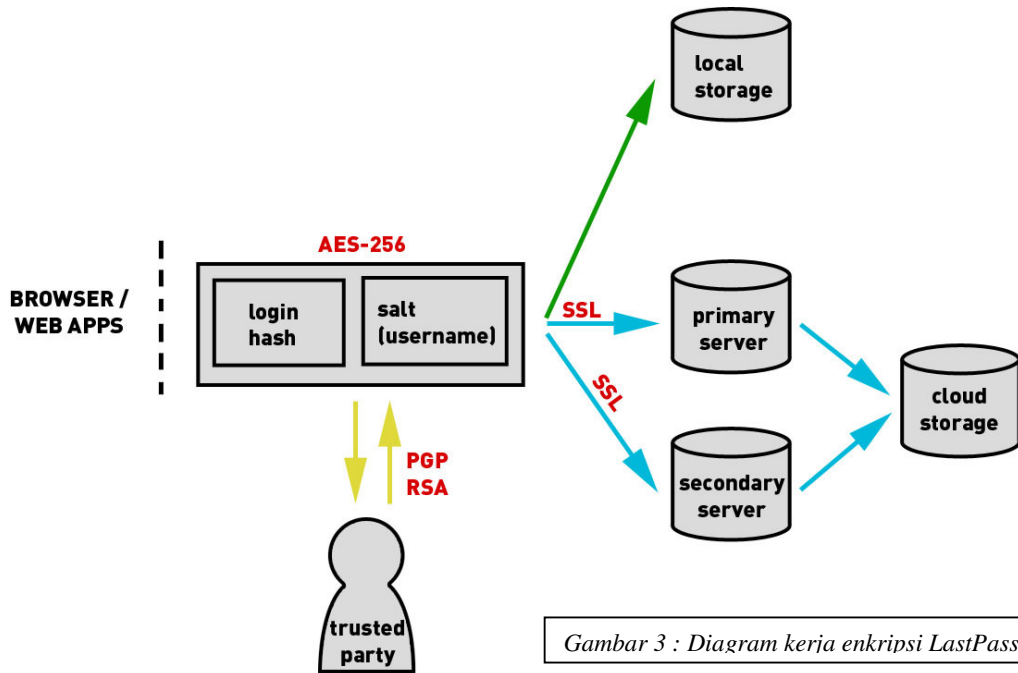 local
storage
AES-256
BROWSER /
WEB APPS
login
hash
salt
(username)
SSL
primary
server
SSL
cloud
storage
PGP
RSA
secondary
server
trusted
party
Gambar 3 : Diagram kerja enkripsi LastPass